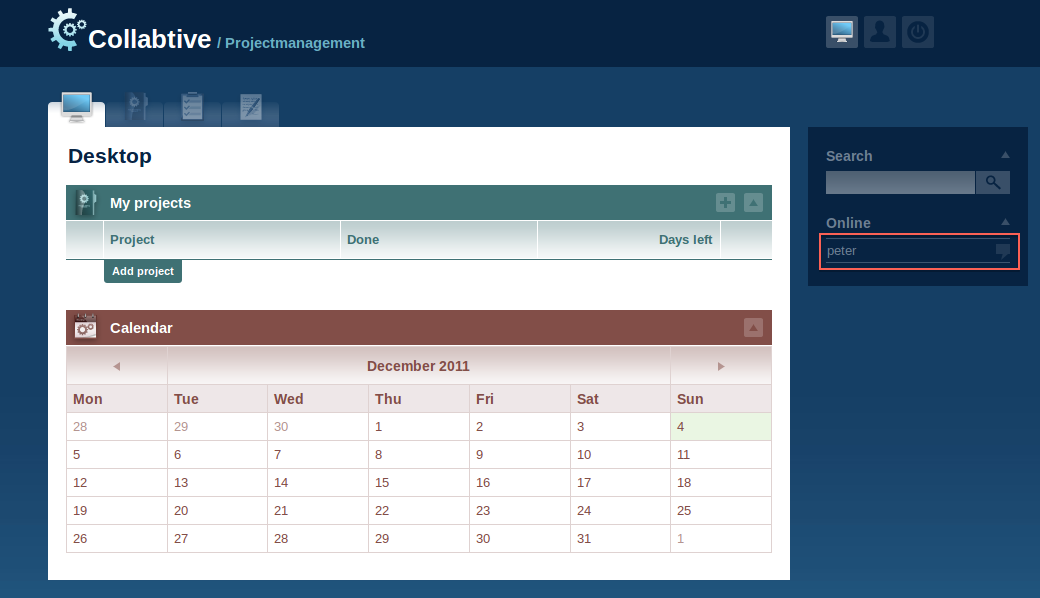 Collabtive / Projectmanagement
Desktop
My projects
Project Done Days left
Add project
Calendar
December 2011
Mon Tue Wed Thu Fri Sat Sun
28 29 30 1 2 3 4
5 6 7 8 9 10 11
12 13 14 15 16 17 18
19 20 21 22 23 24 25
26 27 28 29 30 31 1
Search
Online
peter